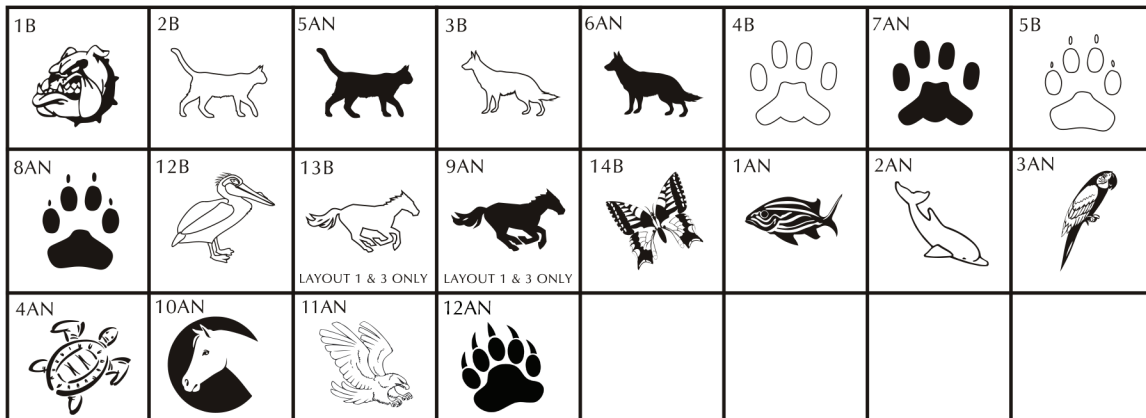 1B
2B
5AN
3B
6AN
4B
7AN
5B
8AN
12B
13B
LAYOUT 1 & 3 ONLY
9AN
LAYOUT 1 & 3 ONLY
14B
1AN
2AN
3AN
4AN
10AN
11AN
12AN